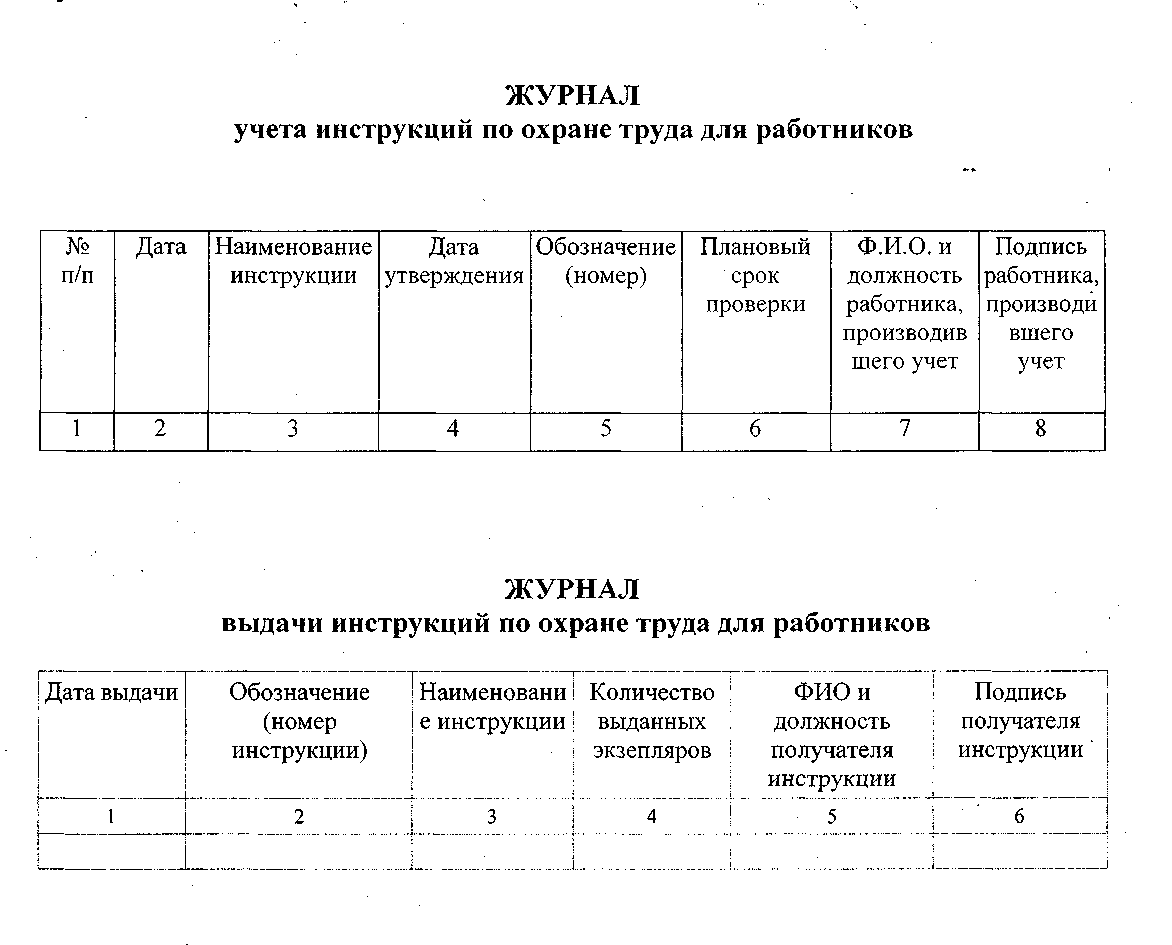 ЖУРНАЛ
учета инструкций по охране труда для работников
№
п/п
Дата
Наименование
инструкции
Дата
утверждения
Обозначение
(номер)
Плановый
срок
проверки
Ф.И.О. и
должность
работника,
производив
шего учет
Подпись
работника,
производи
вшего
учет
1 2 3 4 5 6 7 8
ЖУРНАЛ
выдачи инструкций по охране труда для работников
Дата выдачи
Обозначение
(номер
инструкции)
Наименовани
е инструкции
Количество
выданных
экзепляров
ФИО и
должность
получателя
инструкции
Подпись
получателя
инструкции
1 2 3 4 5 6